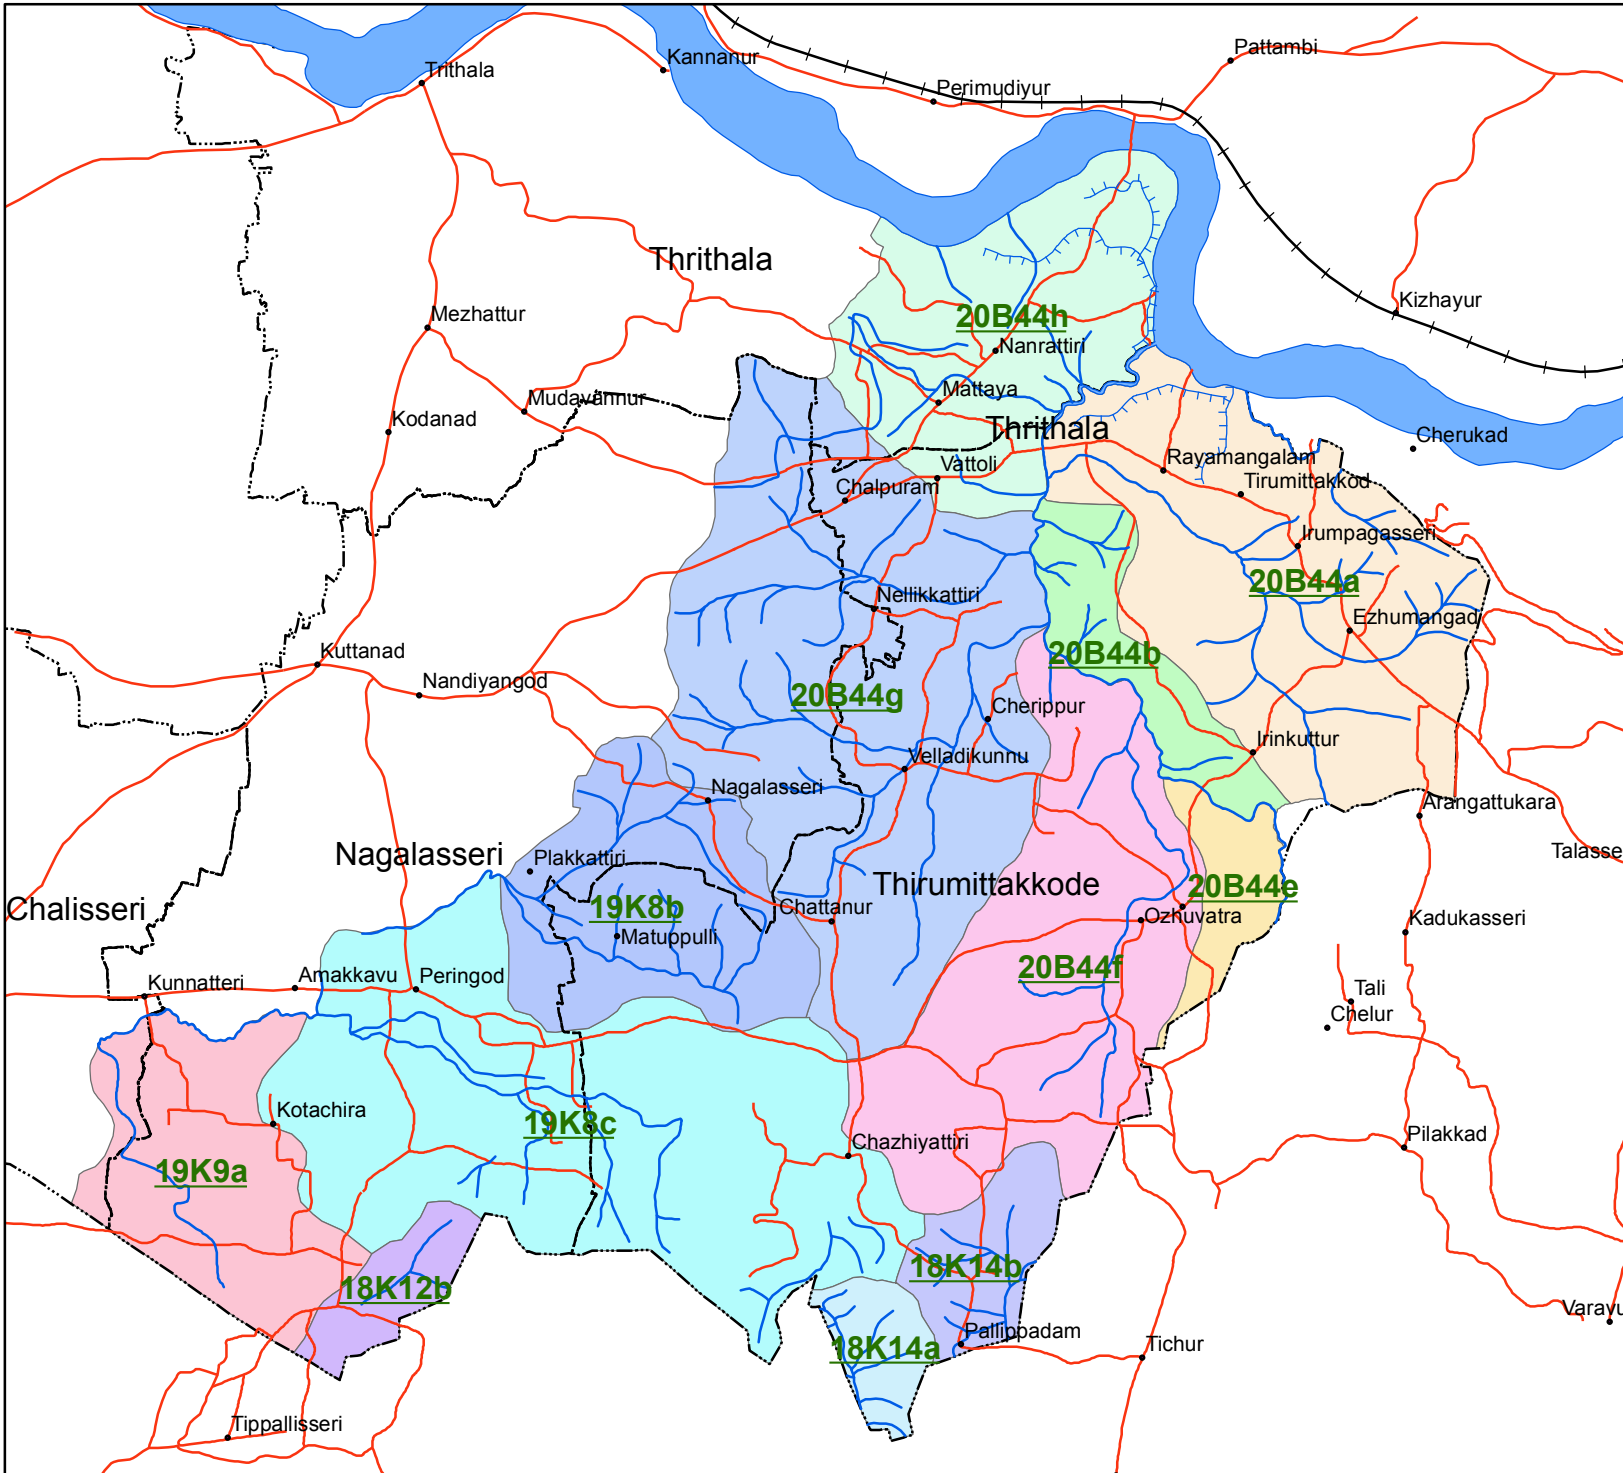 Pattambi
Kannanur
Trithala
Perimudiyur
Thrithala
Kizhayur
20B44h
Mezhattur
Nanrattiri
Mattaya
Mudavannur
Kodanad
Thrithala
Cherukad
Rayamangalam
Vattoli
Tirumittakkod
Chalpuram
Irumpagasseri
20B44a
Nellikkattiri
Ezhumangad
Kuttanad
20B44b
Nandiyangod
20B44g
Cherippur
Irinkuttur
Velladikunnu
Nagalasseri
Arangattukara
Nagalasseri
Plakkattiri
Talasse
Thirumittakkode
20B44e
Chalisseri
19K8b
Chattanur
Ozhuvatra
Kadukasseri
Matuppulli
20B44f
Kunnatteri
Amakkavu
Peringod
Tali
Chelur
Kotachira
19K8c
Chazhiyattiri
Pilakkad
19K9a
18K14b
18K12b
Varayu
Pallippadam
18K14a
Tichur
Tippallisseri